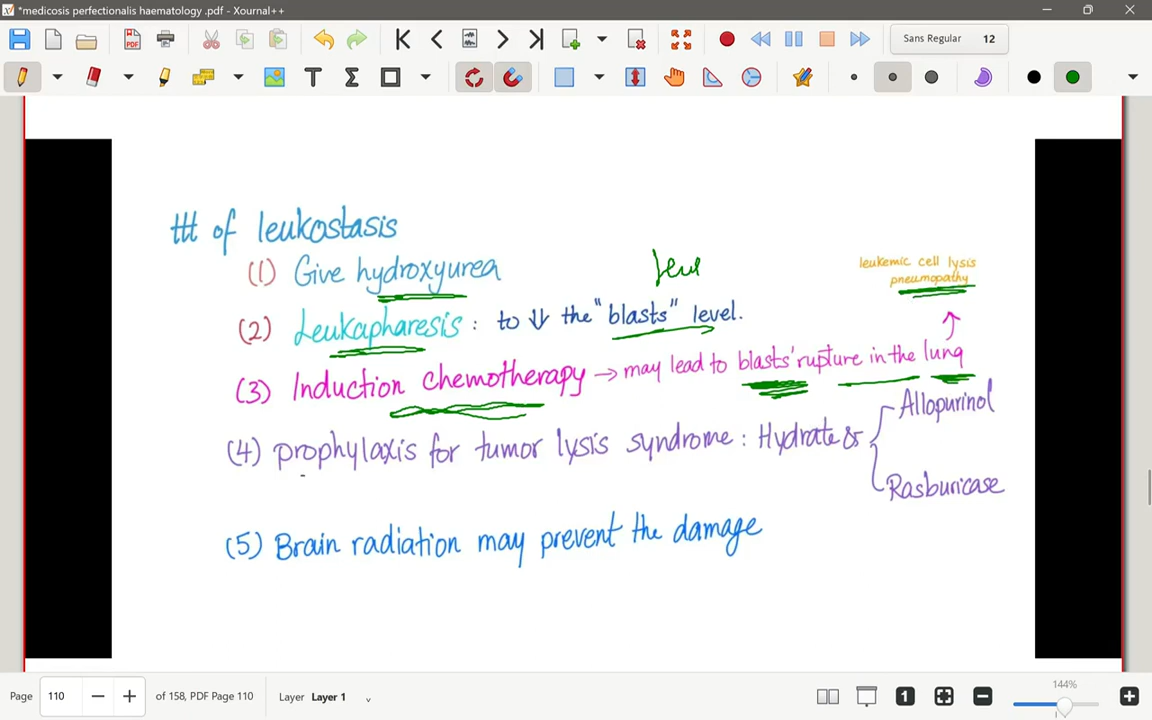 *medicosis perfectionalis haematology .pdf - Xournal++
Sans Regular 12
ttt of leukostasis
(1) Give hydroxyurea
leukemic cell lysis
pneumopathy
(2) Leukapharesis : to ↓↓ the "blasts" level.
(3) Induction chemotherapy → may lead to blasts' rupture in the lung
(4) prophylaxis for tumor lysis syndrome : Hydrate &
Allopurinol
Rasburicase
(5) Brain radiation may prevent the damage
Page 110 of 158, PDF Page 110 Layer Layer 1 144%